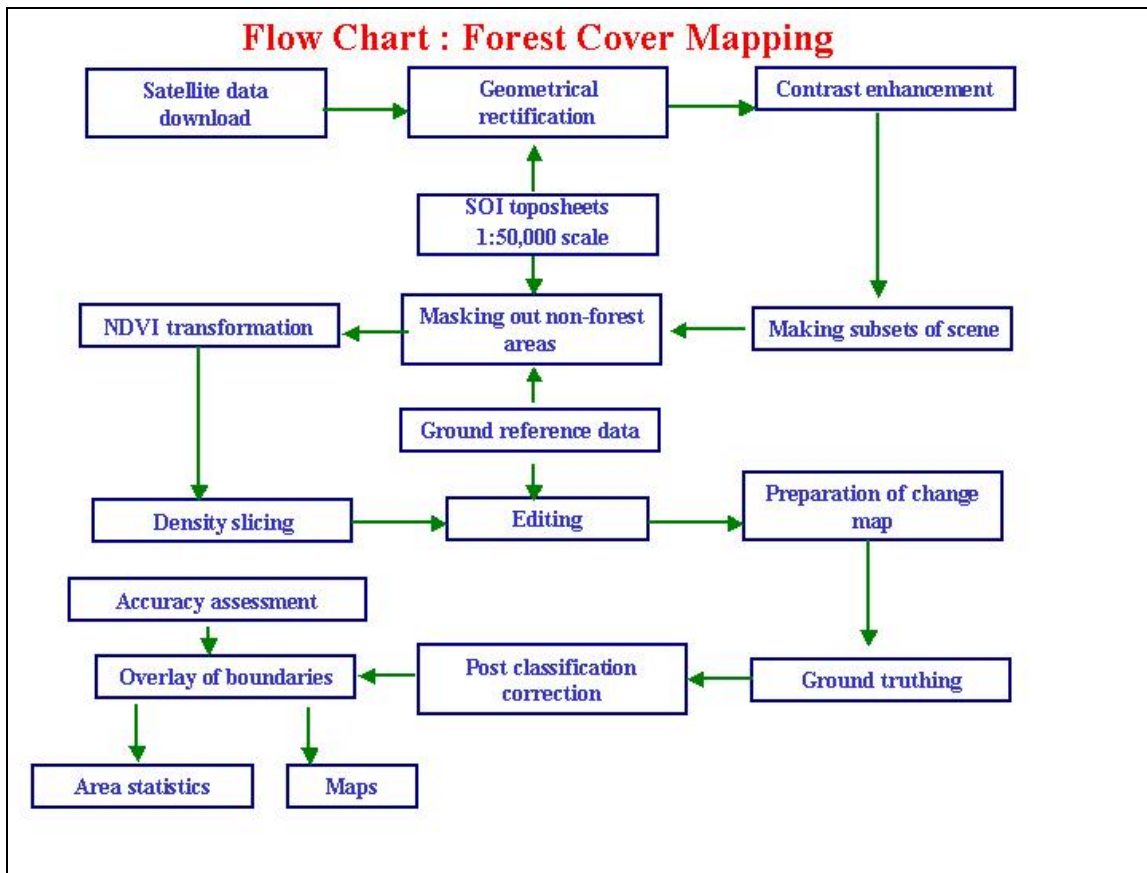 Flow Chart : Forest Cover Mapping
Satellite data
download
Geometrical
rectification
Contrast enhancement
SOI toposheets
1:50,000 scale
NDVI transformation
Masking out non-forest
areas
Making subsets of scene
Ground reference data
Density slicing
Editing
Preparation of change
map
Accuracy assessment
Overlay of boundaries
Post classification
correction
Ground truthing
Area statistics
Maps